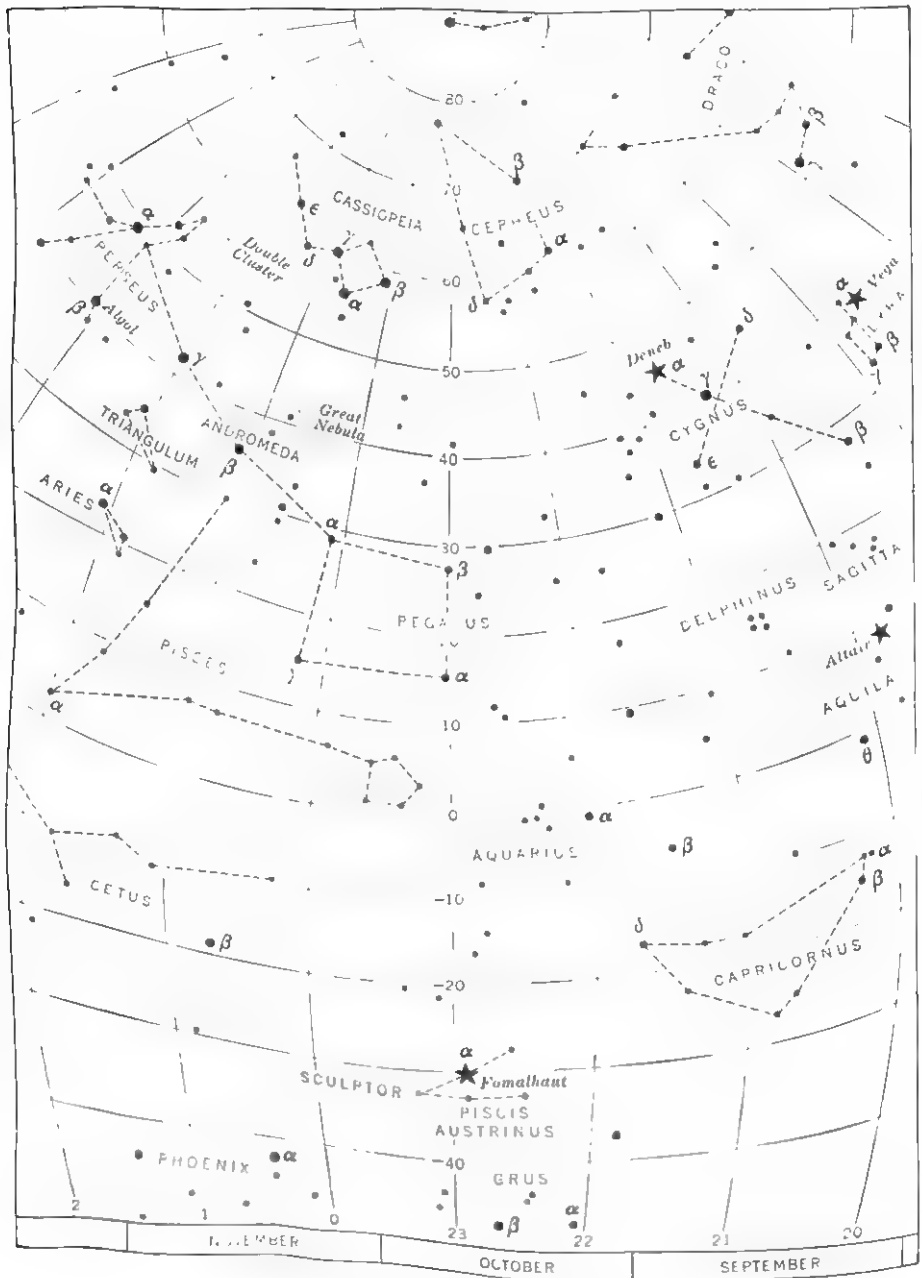 80
DRACO
β
γ
β
70
α
ε
CASSIOPEIA
CEPHEUS
PERSEUS
Double
Cluster
γ
α
δ
α
Vega
β
Algol
α
β
60
δ
LYRA
δ
β
γ
Deneb
α
γ
50
γ
TRIANGULUM
ANDROMEDA
Great
Nebula
CYGNUS
β
β
40
ε
ARIES
α
α
30
β
SAGITTA
DELPHINUS
PEGASUS
PISCES
Altair
γ
α
α
AQUILA
10
θ
0
α
AQUARIUS
β
α
β
CETUS
-10
δ
β
CAPRICORNUS
-20
α
SCULPTOR
Fomalhaut
PISCIS
AUSTRINUS
PHOENIX
α
-40
GRUS
2
1
0
23
β
α
22
21
20
NOVEMBER
OCTOBER
SEPTEMBER